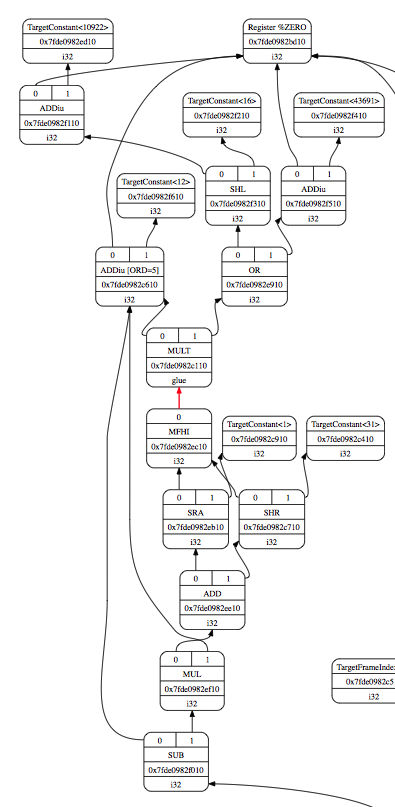 TargetConstant<10922>
0x7fde0982ed10
i32
Register %ZERO
0x7fde0982bd10
i32
0 1
ADDiu
0x7fde0982f110
i32
TargetConstant<16>
0x7fde0982f210
i32
TargetConstant<43691>
0x7fde0982f410
i32
TargetConstant<12>
0x7fde0982f610
i32
0 1
SHL
0x7fde0982f310
i32
0 1
ADDiu
0x7fde0982f510
i32
0 1
ADDiu [ORD=5]
0x7fde0982c610
i32
0 1
OR
0x7fde0982e910
i32
0 1
MULT
0x7fde0982c110
glue
0
MFHI
0x7fde0982ec10
i32
TargetConstant<1>
0x7fde0982c910
i32
TargetConstant<31>
0x7fde0982c410
i32
0 1
SRA
0x7fde0982eb10
i32
0 1
SHR
0x7fde0982c710
i32
0 1
ADD
0x7fde0982ee10
i32
0 1
MUL
0x7fde0982ef10
i32
TargetFrameIndex
0x7fde0982c5
i32
0 1
SUB
0x7fde0982f010
i32